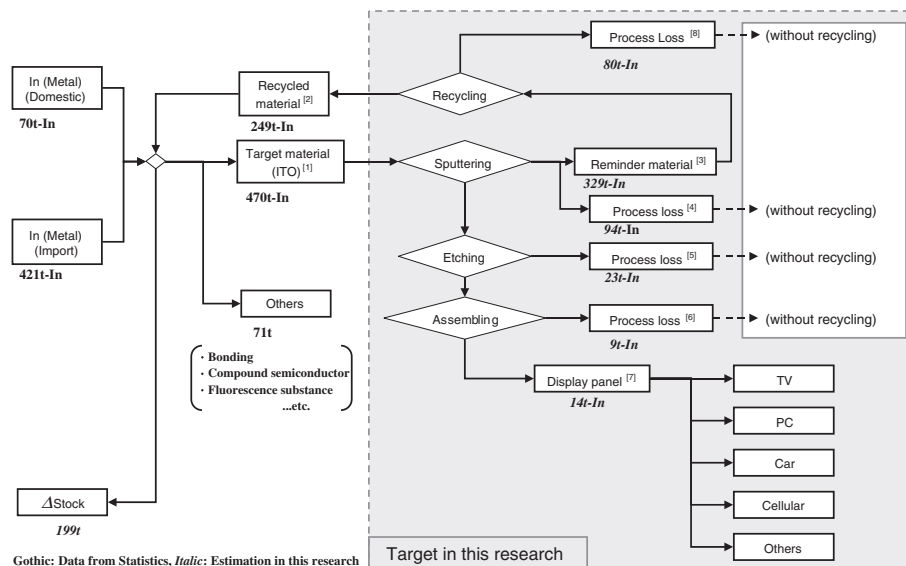 In (Metal)
(Domestic)
70t-In
In (Metal)
(Import)
421t-In
Recycled
material [2]
249t-In
Target material
(ITO) [1]
470t-In
Others
71t
· Bonding
· Compound semiconductor
· Fluorescence substance
...etc.
ΔStock
199t
Gothic: Data from Statistics, Italic: Estimation in this research
Process Loss [8]
80t-In
(without recycling)
Recycling
Sputtering
Reminder material [3]
329t-In
Process loss [4]
94t-In
(without recycling)
Etching
Process loss [5]
23t-In
(without recycling)
Assembling
Process loss [6]
9t-In
(without recycling)
Display panel [7]
14t-In
TV
PC
Car
Cellular
Others
Target in this research